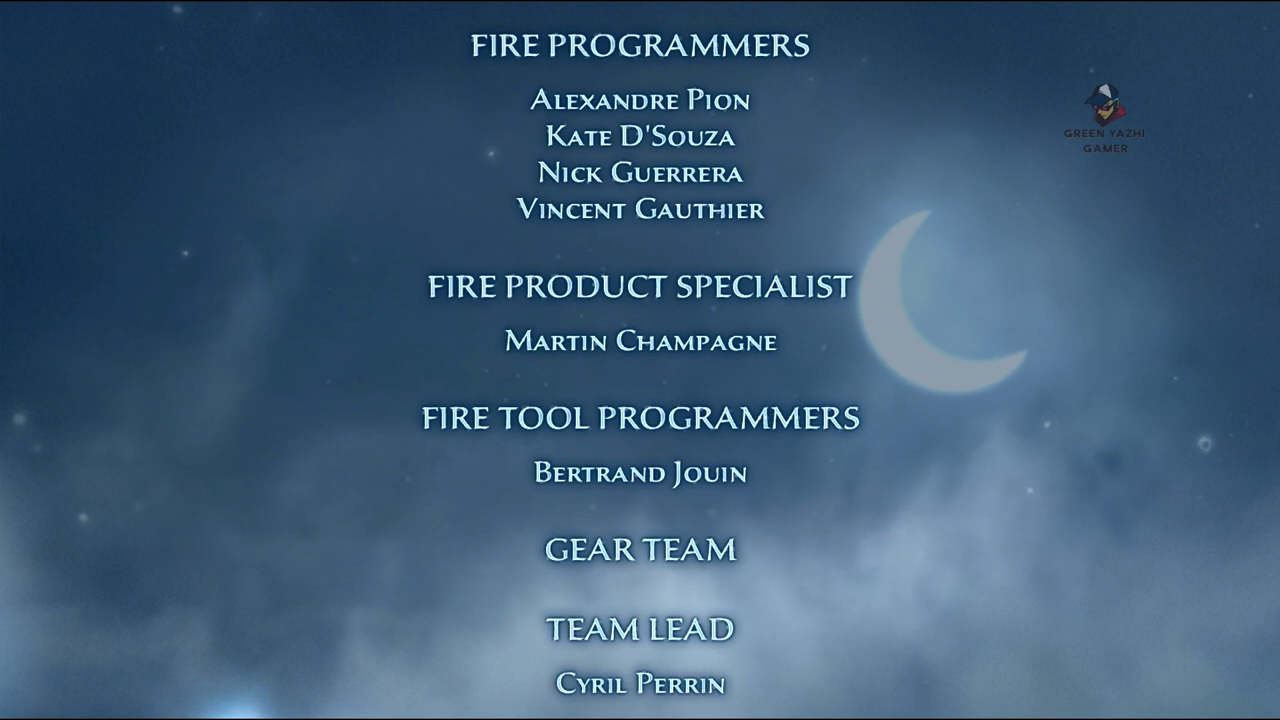 FIRE PROGRAMMERS
Alexandre Pion
Kate D'Souza
Nick Guerrera
Vincent Gauthier
FIRE PRODUCT SPECIALIST
Martin Champagne
FIRE TOOL PROGRAMMERS
Bertrand Jouin
GEAR TEAM
TEAM LEAD
Cyril Perrin
GREEN YAZHI
GAMER